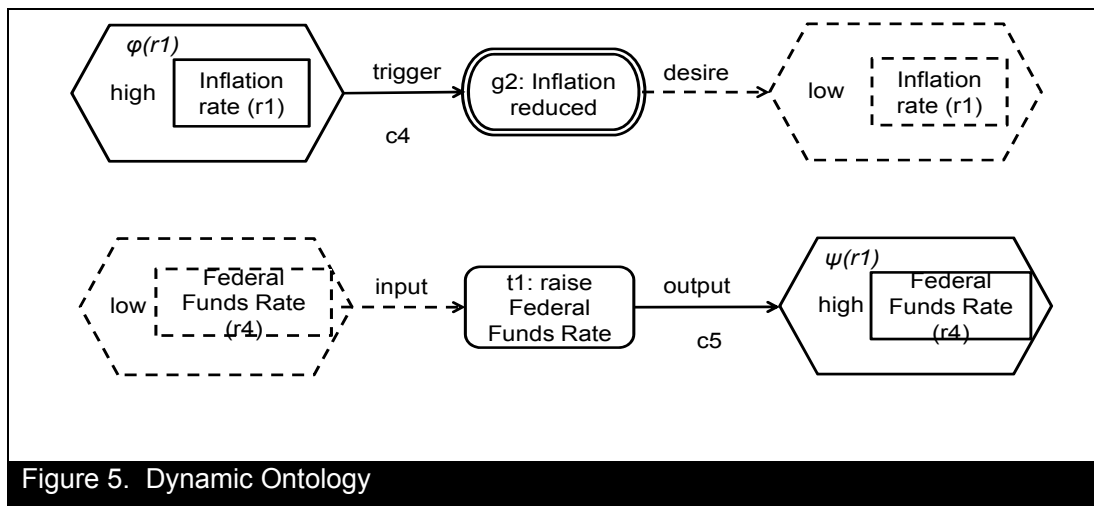 φ(r1)
high
Inflation
rate (r1)
trigger
c4
g2: Inflation
reduced
desire
low
Inflation
rate (r1)
low
Federal
Funds Rate
(r4)
input
t1: raise
Federal
Funds Rate
output
c5
ψ(r1)
high
Federal
Funds Rate
(r4)
Figure 5. Dynamic Ontology